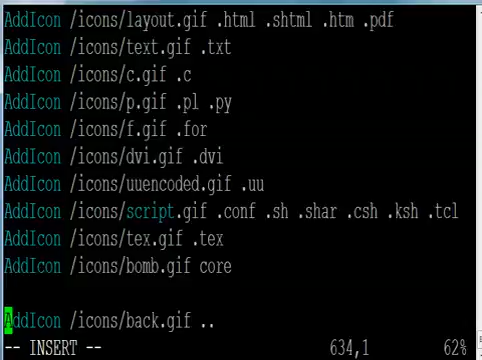 AddIcon /icons/layout.gif .html .shtml .htm .pdf
AddIcon /icons/text.gif .txt
AddIcon /icons/c.gif .c
AddIcon /icons/p.gif .pl .py
AddIcon /icons/f.gif .for
AddIcon /icons/dvi.gif .dvi
AddIcon /icons/uuencoded.gif .uu
AddIcon /icons/script.gif .conf .sh .shar .csh .ksh .tcl
AddIcon /icons/tex.gif .tex
AddIcon /icons/bomb.gif core
AddIcon /icons/back.gif ..
-- INSERT -- 634,1 62%